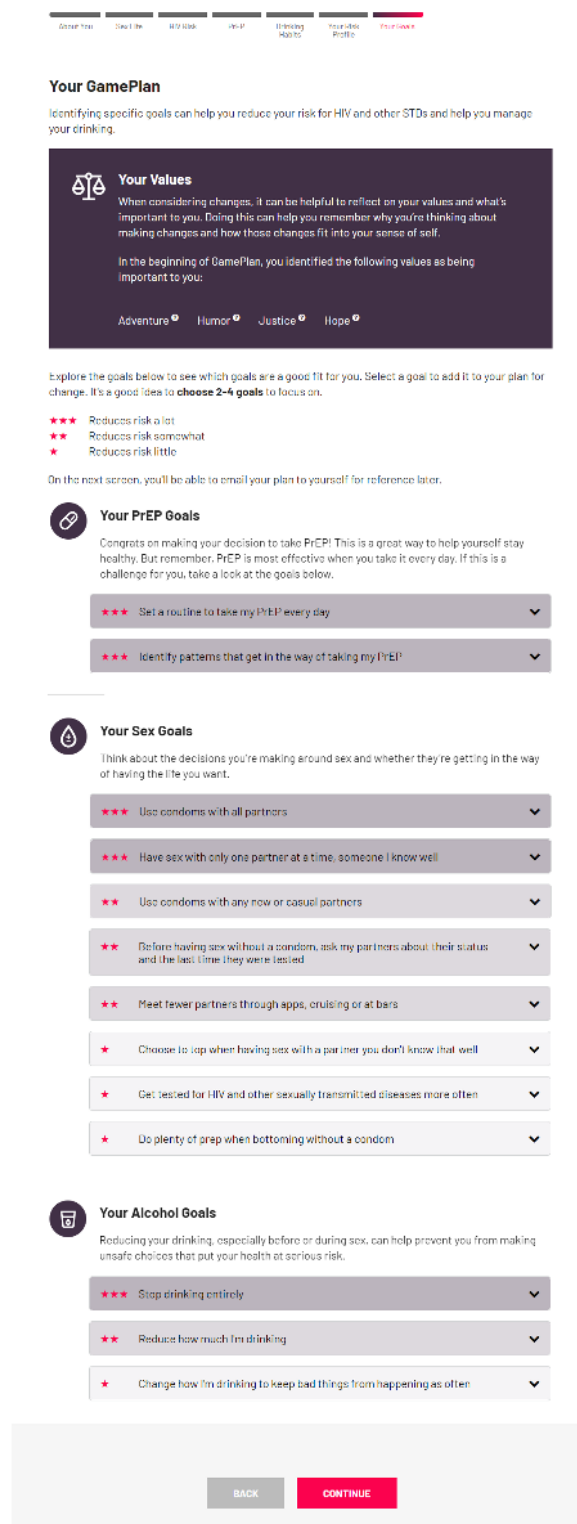 About You
Sex Life
HIV Risk
PrEP
Drinking
Habits
Your Risk
Profile
Your Goals
Your GamePlan
Identifying specific goals can help you reduce your risk for HIV and other STDs and help you manage
your drinking.
Your Values
When considering changes, it can be helpful to reflect on your values and what's
important to you. Doing this can help you remember why you're thinking about
making changes and how those changes fit into your sense of self.
In the beginning of GamePlan, you identified the following values as being
important to you:
Adventure ? Humor ? Justice ? Hope ?
Explore the goals below to see which goals are a good fit for you. Select a goal to add it to your plan for
change. It's a good idea to choose 2-4 goals to focus on.
★★★ Reduces risk a lot
★★ Reduces risk somewhat
★ Reduces risk little
On the next screen, you'll be able to email your plan to yourself for reference later.
Your PrEP Goals
Congrats on making your decision to take PrEP! This is a great way to help yourself stay
healthy. But remember, PrEP is most effective when you take it every day. If this is a
challenge for you, take a look at the goals below.
★★★ Set a routine to take my PrEP every day
★★★ Identify patterns that get in the way of taking my PrEP
Your Sex Goals
Think about the decisions you're making around sex and whether they're getting in the way
of having the life you want.
★★★ Use condoms with all partners
★★★ Have sex with only one partner at a time, someone I know well
★★ Use condoms with any new or casual partners
★★ Before having sex without a condom, ask my partners about their status
and the last time they were tested
★★ Meet fewer partners through apps, cruising or at bars
★ Choose to top when having sex with a partner you don't know that well
★ Get tested for HIV and other sexually transmitted diseases more often
★ Do plenty of prep when bottoming without a condom
Your Alcohol Goals
Reducing your drinking, especially before or during sex, can help prevent you from making
unsafe choices that put your health at serious risk.
★★★ Stop drinking entirely
★★ Reduce how much I'm drinking
★ Change how I'm drinking to keep bad things from happening as often
BACK
CONTINUE